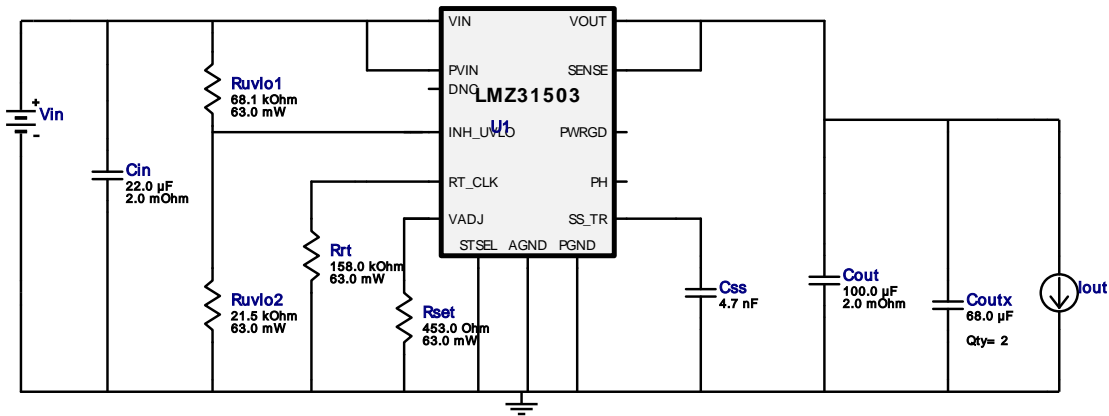 VIN
VOUT
PVIN
SENSE
DNC
LMZ31503
U1
INH_UVLO
PWRGD
RT_CLK
PH
VADJ
SS_TR
STSEL AGND PGND
+
Vin
-
Cin
22.0 µF
2.0 mOhm
Ruvlo1
68.1 kOhm
63.0 mW
Ruvlo2
21.5 kOhm
63.0 mW
Rrt
158.0 kOhm
63.0 mW
Rset
453.0 Ohm
63.0 mW
Css
4.7 nF
Cout
100.0 µF
2.0 mOhm
Coutx
68.0 µF
Qty= 2
Iout